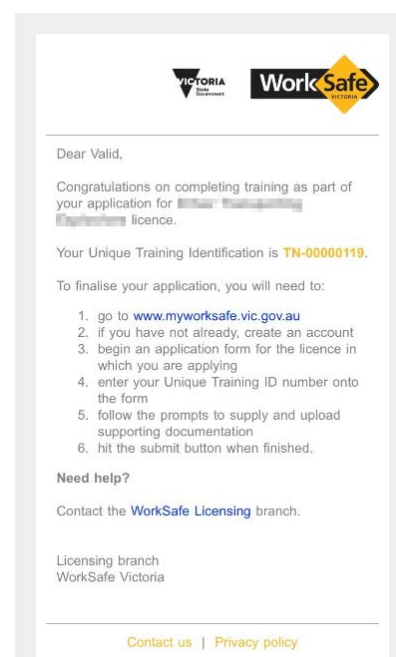 VICTORIA
State
Government
WorkSafe
VICTORIA
Dear Valid,
Congratulations on completing training as part of
your application for
licence.
Your Unique Training Identification is TN-00000119.
To finalise your application, you will need to:
1. go to www.myworksafe.vic.gov.au
2. if you have not already, create an account
3. begin an application form for the licence in
which you are applying
4. enter your Unique Training ID number onto
the form
5. follow the prompts to supply and upload
supporting documentation
6. hit the submit button when finished.
Need help?
Contact the WorkSafe Licensing branch.
Licensing branch
WorkSafe Victoria
Contact us | Privacy policy